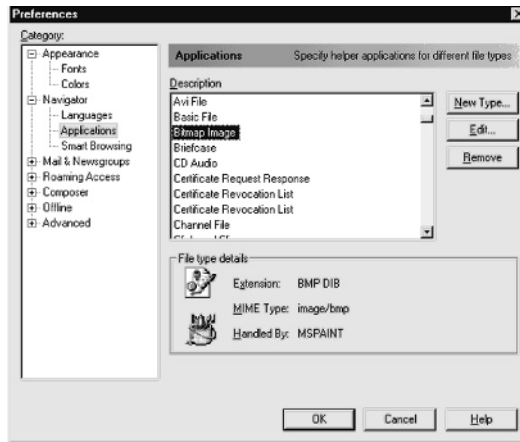 Preferences
Category:
Appearance
Fonts
Colors
Navigator
Languages
Applications
Smart Browsing
Mail & Newsgroups
Roaming Access
Composer
Offline
Advanced
Applications Specify helper applications for different file types
Description
Avi File
Basic File
Bitmap Image
Briefcase
CD Audio
Certificate Request Response
Certificate Revocation List
Certificate Revocation List
Channel File
New Type...
Edit...
Remove
File type details
Extension: BMP DIB
MIME Type: image/bmp
Handled By: MSPAINT
OK Cancel Help